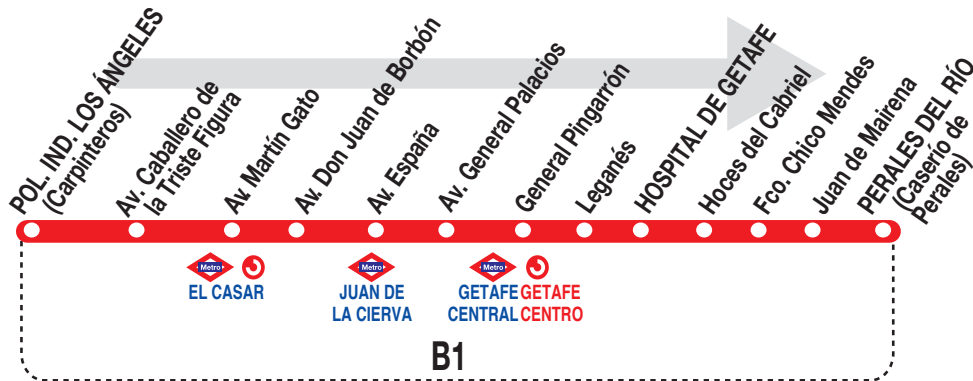 POL. IND. LOS ÁNGELES
(Carpinteros)
Av. Caballero de
la Triste Figura
Av. Martín Gato
Av. Don Juan de Borbón
Av. España
Av. General Palacios
General Pingarrón
Leganés
HOSPITAL DE GETAFE
Hoces del Cabriel
Fco. Chico Mendes
Juan de Mairena
PERALES DEL RÍO
(Caserío de
Perales)
Metro
EL CASAR
Metro
JUAN DE
LA CIERVA
Metro
GETAFE
CENTRAL
GETAFE
CENTRO
B1